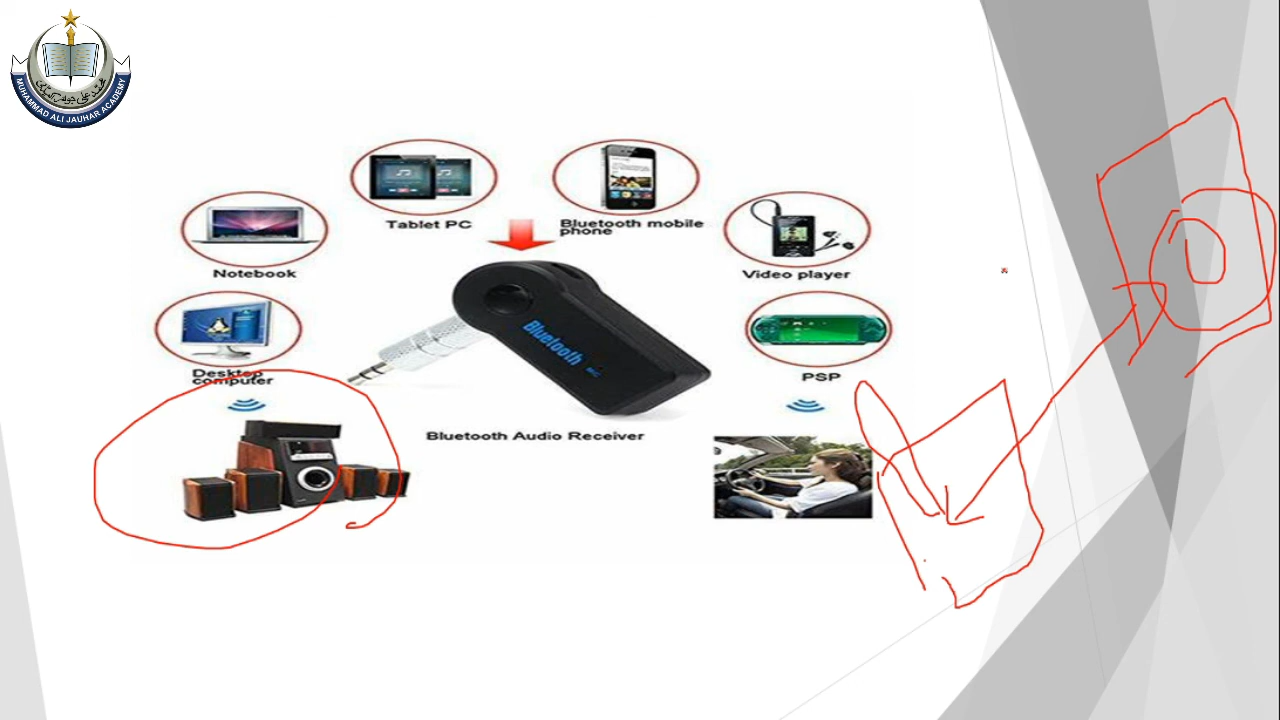 MUHAMMAD ALI JAUHAR ACADEMY
Tablet PC
Bluetooth mobile
phone
Notebook
Video player
Bluetooth
Desktop
computer
PSP
Bluetooth Audio Receiver